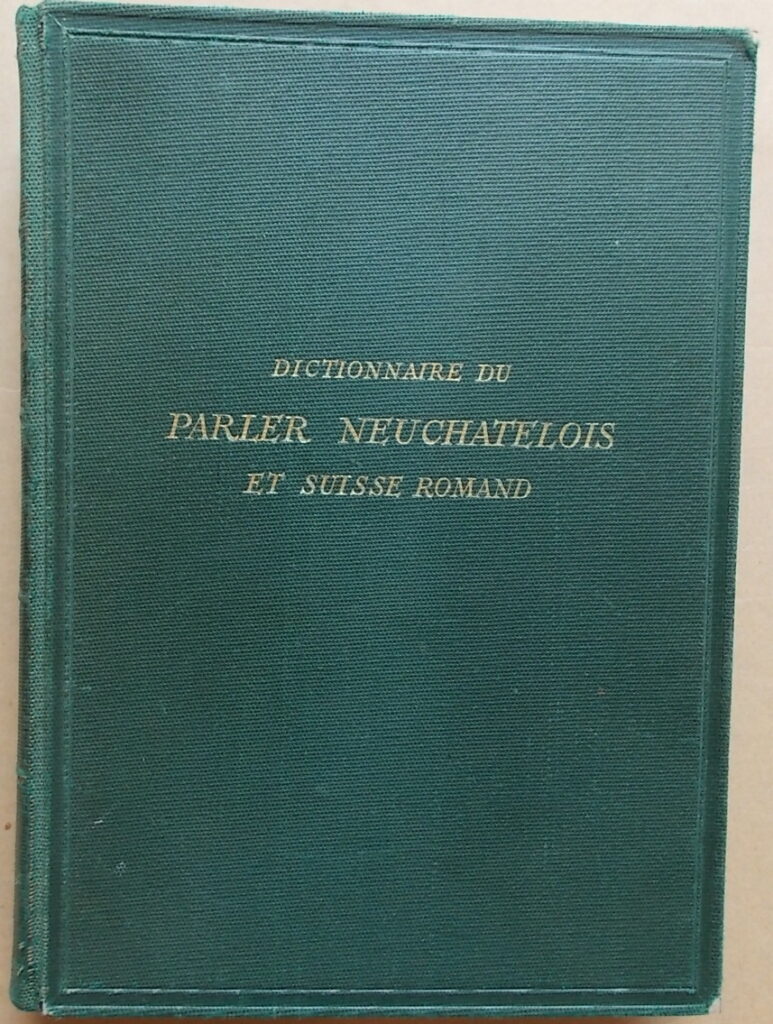 DICTIONNAIRE DU
PARLER NEUCHATELOIS
ET SUISSE ROMAND